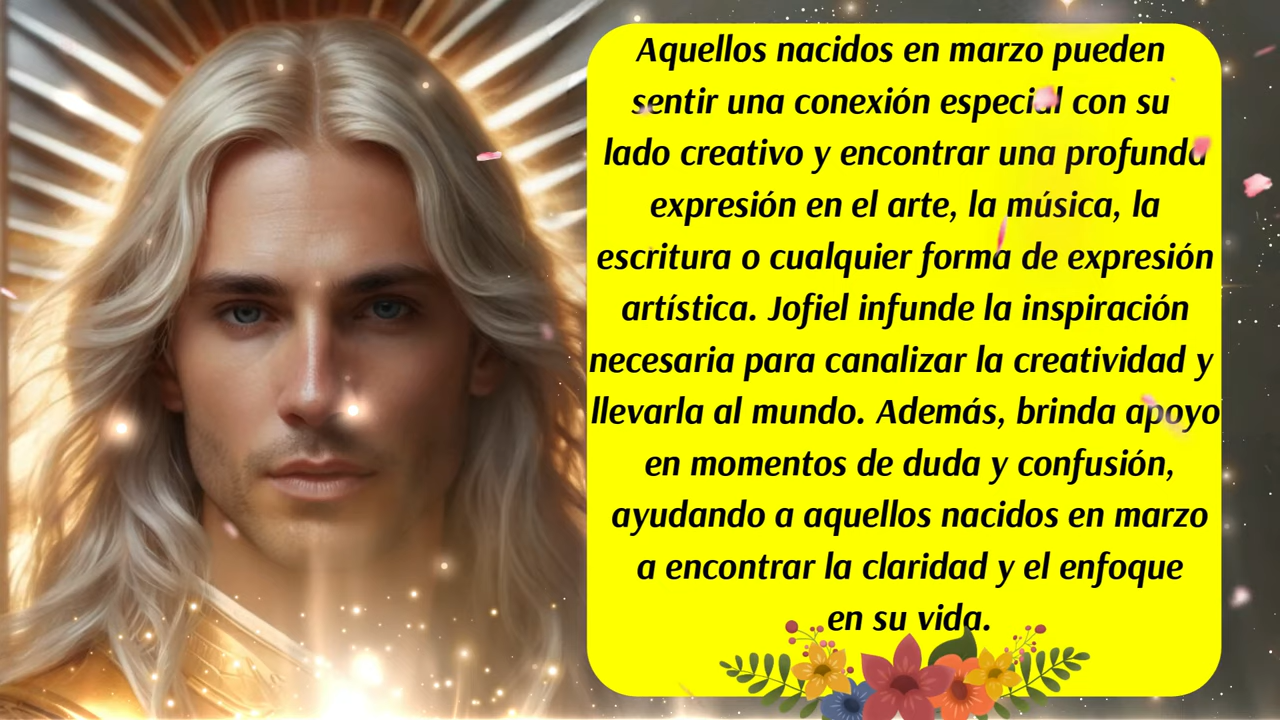 Aquellos nacidos en marzo pueden
sentir una conexión especial con su
lado creativo y encontrar una profunda
expresión en el arte, la música, la
escritura o cualquier forma de expresión
artística. Jofiel infunde la inspiración
necesaria para canalizar la creatividad y
llevarla al mundo. Además, brinda apoyo
en momentos de duda y confusión,
ayudando a aquellos nacidos en marzo
a encontrar la claridad y el enfoque
en su vida.